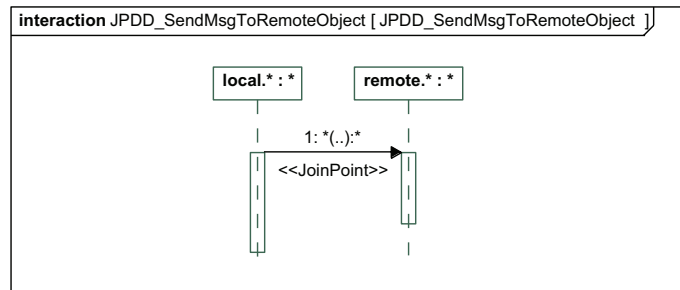 interaction JPDD_SendMsgToRemoteObject [ JPDD_SendMsgToRemoteObject ]
local.* : *
remote.* : *
1: *(..):*
<<JoinPoint>>